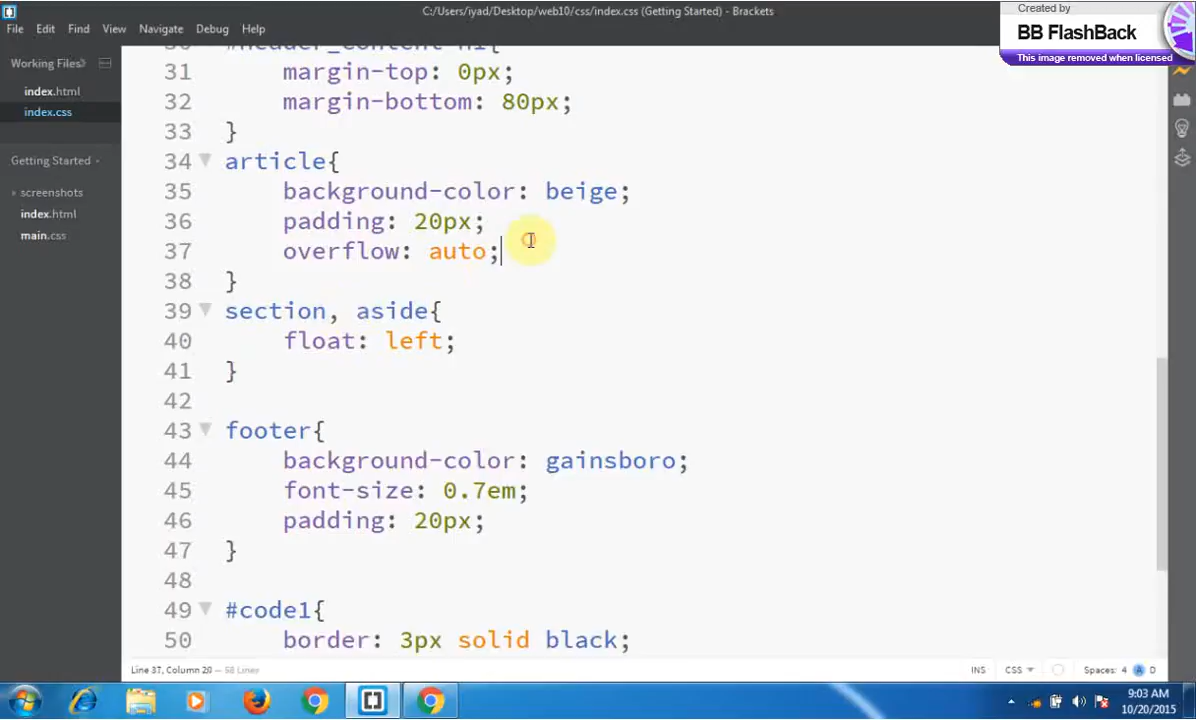 C:/Users/iyad/Desktop/web10/css/index.css (Getting Started) - Brackets
Created by
BB FlashBack
This image removed when licensed
File Edit Find View Navigate Debug Help
Working Files
index.html
index.css
Getting Started
screenshots
index.html
main.css
30 #header_content h1{
31 margin-top: 0px;
32 margin-bottom: 80px;
33 }
34 article{
35 background-color: beige;
36 padding: 20px;
37 overflow: auto;
38 }
39 section, aside{
40 float: left;
41 }
42
43 footer{
44 background-color: gainsboro;
45 font-size: 0.7em;
46 padding: 20px;
47 }
48
49 #code1{
50 border: 3px solid black;
Line 37, Column 20 — 58 Lines
INS CSS Spaces: 4 A D
9:03 AM
10/20/2015